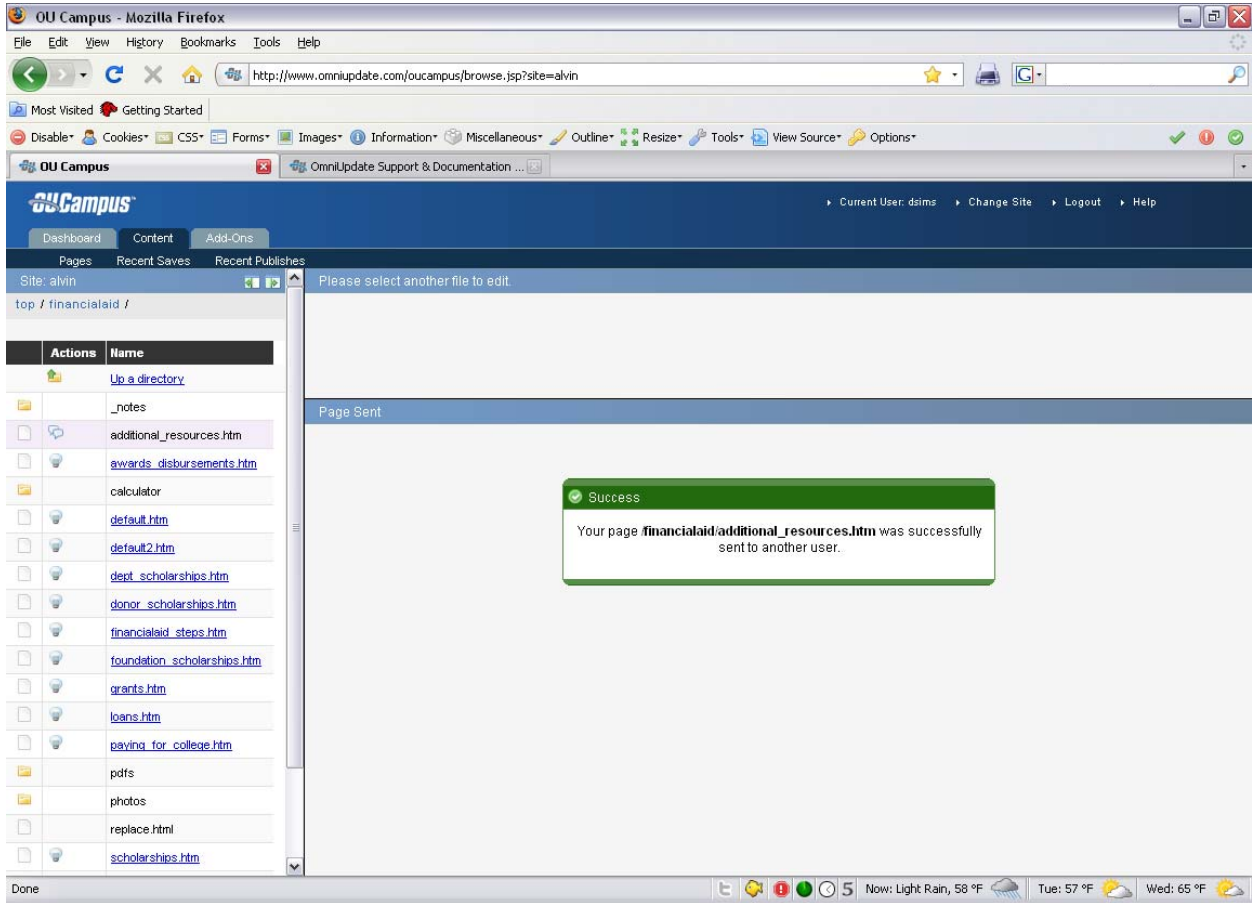 OU Campus - Mozilla Firefox
File Edit View History Bookmarks Tools Help
http://www.omniupdate.com/oucampus/browse.jsp?site=alvin
G
Most Visited Getting Started
Disable Cookies CSS Forms Images Information Miscellaneous Outline Resize Tools View Source Options
OU Campus OmniUpdate Support & Documentation ...
OUCampus
Current User: dsims Change Site Logout Help
Dashboard Content Add-Ons
Pages Recent Saves Recent Publishes
Site: alvin
Please select another file to edit.
top / financialaid /
Actions Name
Up a directory
_notes
Page Sent
additional_resources.htm
awards_disbursements.htm
calculator
Success
default.htm
Your page /financialaid/additional_resources.htm was successfully
sent to another user.
default2.htm
dept_scholarships.htm
donor_scholarships.htm
financialaid_steps.htm
foundation_scholarships.htm
grants.htm
loans.htm
paying_for_college.htm
pdfs
photos
replace.html
scholarships.htm
Done
5 Now: Light Rain, 58 °F Tue: 57 °F Wed: 65 °F